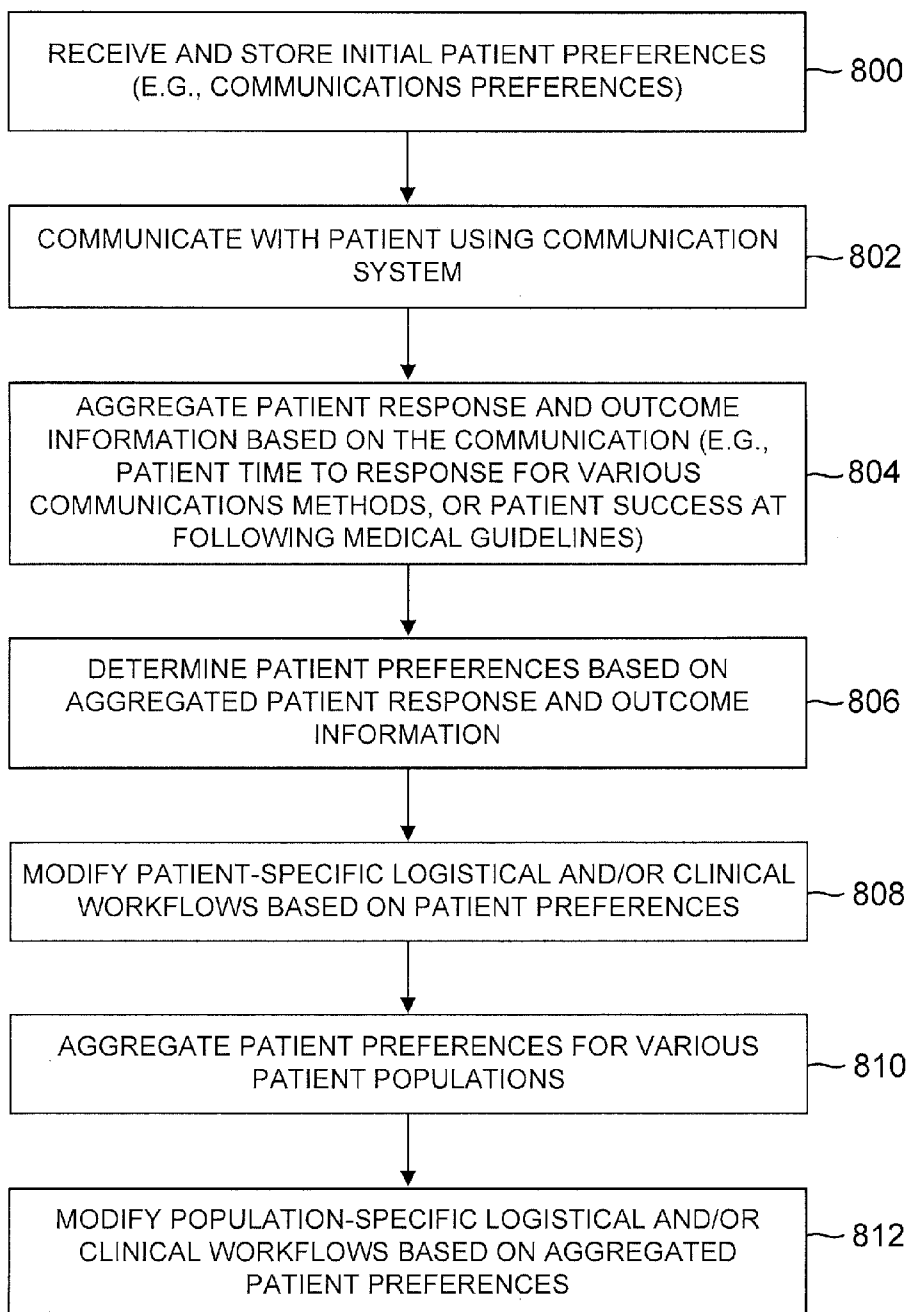 RECEIVE AND STORE INITIAL PATIENT PREFERENCES
(E.G., COMMUNICATIONS PREFERENCES)
800
COMMUNICATE WITH PATIENT USING COMMUNICATION
SYSTEM
802
AGGREGATE PATIENT RESPONSE AND OUTCOME
INFORMATION BASED ON THE COMMUNICATION (E.G.,
PATIENT TIME TO RESPONSE FOR VARIOUS
COMMUNICATIONS METHODS, OR PATIENT SUCCESS AT
FOLLOWING MEDICAL GUIDELINES)
804
DETERMINE PATIENT PREFERENCES BASED ON
AGGREGATED PATIENT RESPONSE AND OUTCOME
INFORMATION
806
MODIFY PATIENT-SPECIFIC LOGISTICAL AND/OR CLINICAL
WORKFLOWS BASED ON PATIENT PREFERENCES
808
AGGREGATE PATIENT PREFERENCES FOR VARIOUS
PATIENT POPULATIONS
810
MODIFY POPULATION-SPECIFIC LOGISTICAL AND/OR
CLINICAL WORKFLOWS BASED ON AGGREGATED
PATIENT PREFERENCES
812